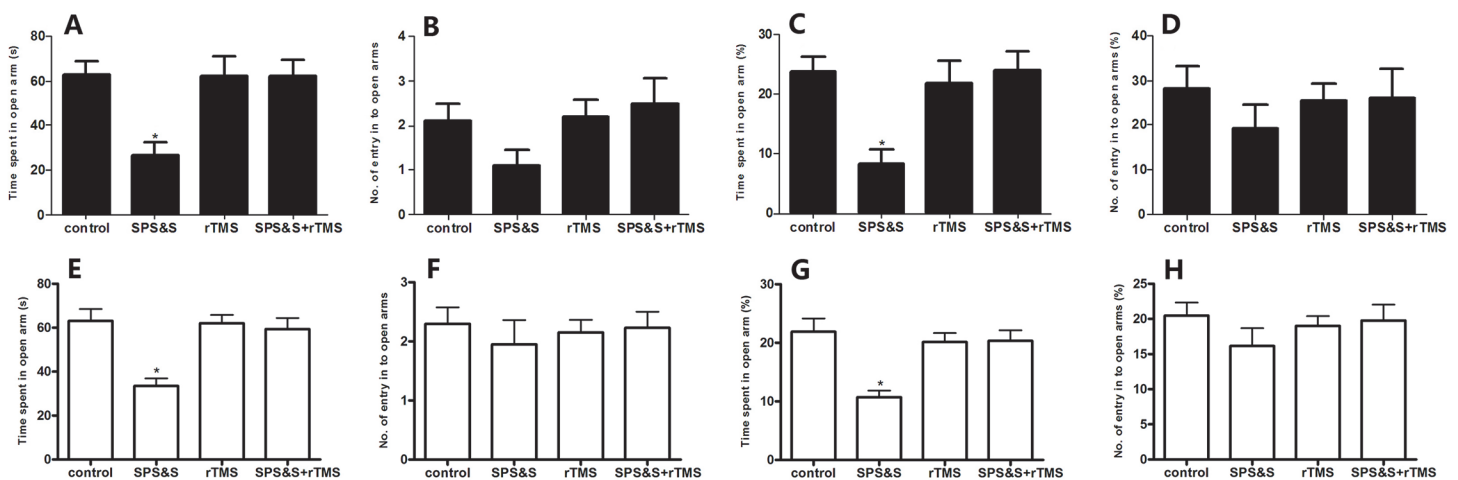 A
Time spent in open arm (s)
80
60
40
20
0
*
control SPS&S rTMS SPS&S+rTMS
B
No. of entry in to open arms
4
3
2
1
0
control SPS&S rTMS SPS&S+rTMS
C
Time spent in open arm (%)
30
20
10
0
*
control SPS&S rTMS SPS&S+rTMS
D
No. of entry in to open arms (%)
40
30
20
10
0
control SPS&S rTMS SPS&S+rTMS
E
Time spent in open arm (s)
80
60
40
20
0
*
control SPS&S rTMS SPS&S+rTMS
F
No. of entry in to open arms
3
2
1
0
control SPS&S rTMS SPS&S+rTMS
G
Time spent in open arm (%)
30
20
10
0
*
control SPS&S rTMS SPS&S+rTMS
H
No. of entry in to open arms (%)
25
20
15
10
5
0
control SPS&S rTMS SPS&S+rTMS